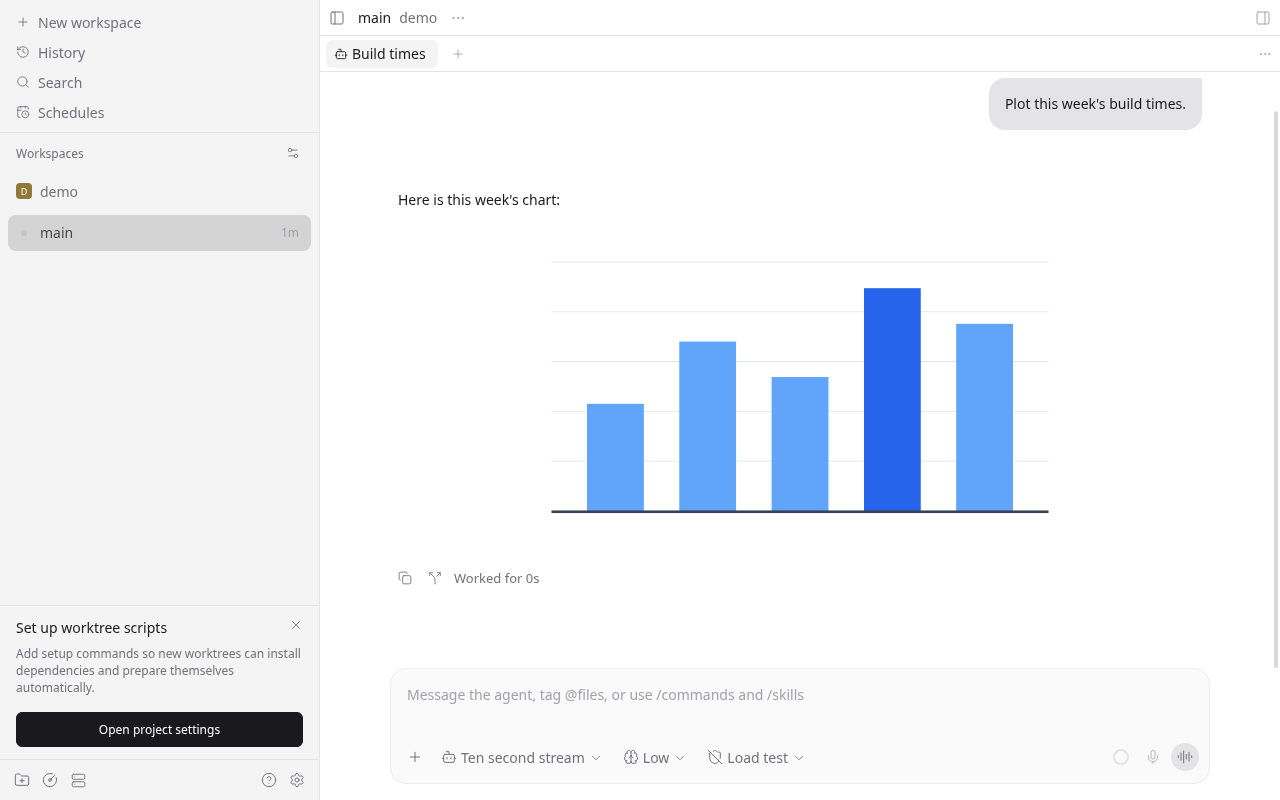 New workspace
History
Search
Schedules
Workspaces
D demo
main 1m
Set up worktree scripts
Add setup commands so new worktrees can install
dependencies and prepare themselves
automatically.
Open project settings
main demo
Build times
Plot this week's build times.
Here is this week's chart:
Worked for 0s
Message the agent, tag @files, or use /commands and /skills
Ten second stream Low Load test